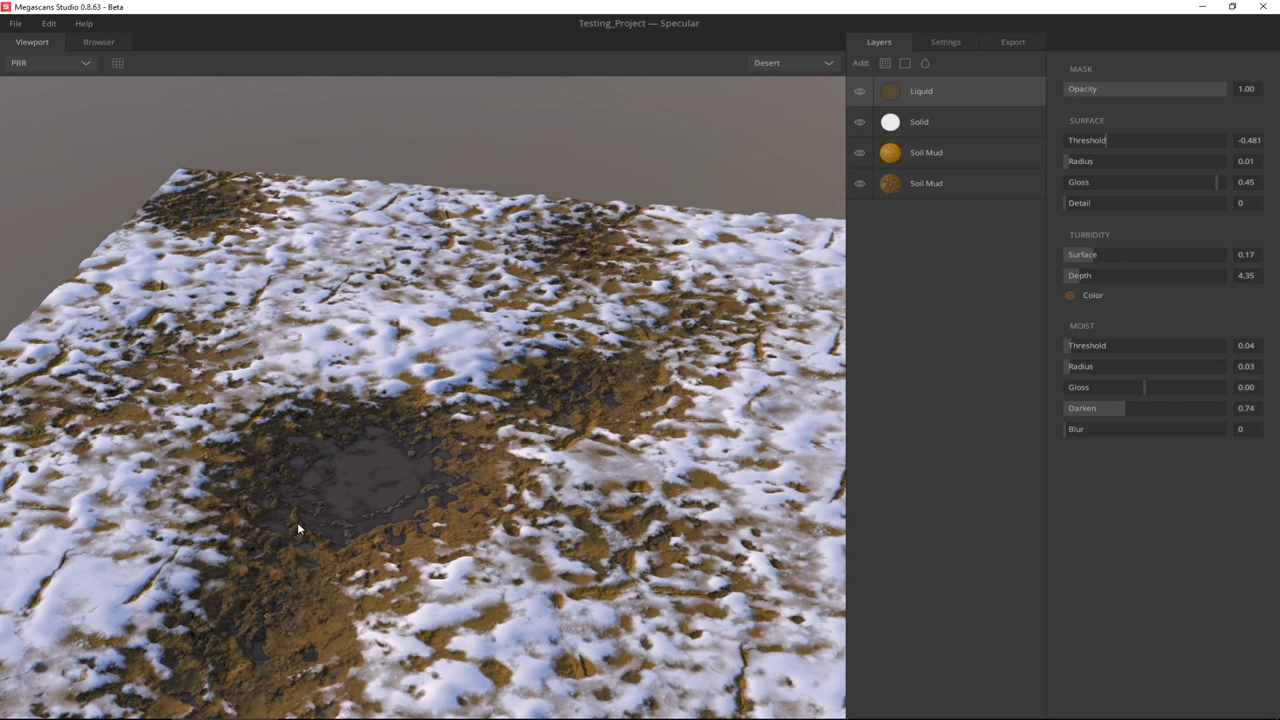 Megascans Studio 0.8.63 - Beta
File Edit Help
Testing_Project — Specular
Viewport Browser
Layers Settings Export
PBR
Desert
Add:
MASK
Opacity 1.00
Liquid
Solid
Soil Mud
Soil Mud
SURFACE
Threshold -0.481
Radius 0.01
Gloss 0.45
Detail 0
TURBIDITY
Surface 0.17
Depth 4.35
Color
MOIST
Threshold 0.04
Radius 0.03
Gloss 0.00
Darken 0.74
Blur 0